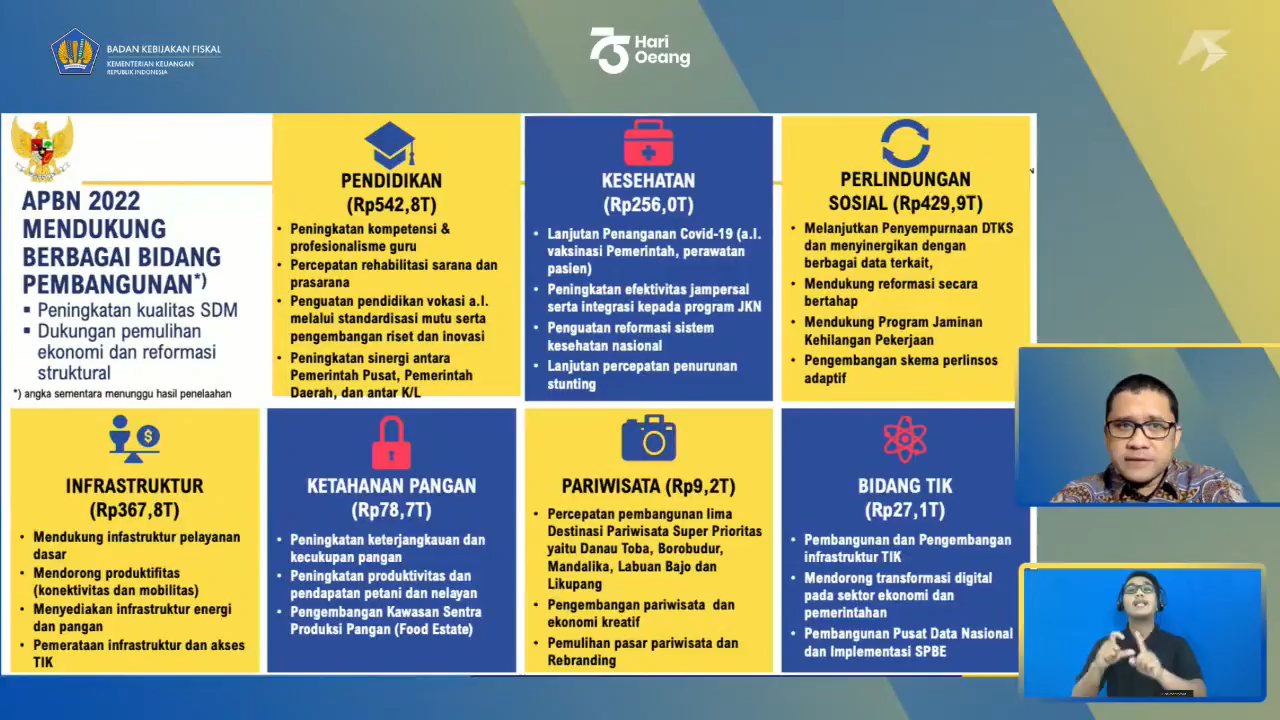 BADAN KEBIJAKAN FISKAL
KEMENTERIAN KEUANGAN
REPUBLIK INDONESIA
75 Hari
Oeang
APBN 2022
MENDUKUNG
BERBAGAI BIDANG
PEMBANGUNAN*)
▪ Peningkatan kualitas SDM
▪ Dukungan pemulihan
ekonomi dan reformasi
struktural
*) angka sementara menunggu hasil penelaahan
PENDIDIKAN
(Rp542,8T)
• Peningkatan kompetensi &
profesionalisme guru
• Percepatan rehabilitasi sarana dan
prasarana
• Penguatan pendidikan vokasi a.l.
melalui standardisasi mutu serta
pengembangan riset dan inovasi
• Peningkatan sinergi antara
Pemerintah Pusat, Pemerintah
Daerah, dan antar K/L
KESEHATAN
(Rp256,0T)
• Lanjutan Penanganan Covid-19 (a.l.
vaksinasi Pemerintah, perawatan
pasien)
• Peningkatan efektivitas jampersal
serta integrasi kepada program JKN
• Penguatan reformasi sistem
kesehatan nasional
• Lanjutan percepatan penurunan
stunting
PERLINDUNGAN
SOSIAL (Rp429,9T)
• Melanjutkan Penyempurnaan DTKS
dan menyinergikan dengan
berbagai data terkait,
• Mendukung reformasi secara
bertahap
• Mendukung Program Jaminan
Kehilangan Pekerjaan
• Pengembangan skema perlinsos
adaptif
INFRASTRUKTUR
(Rp367,8T)
• Mendukung infastruktur pelayanan
dasar
• Mendorong produktifitas
(konektivitas dan mobilitas)
• Menyediakan infrastruktur energi
dan pangan
• Pemerataan infrastruktur dan akses
TIK
KETAHANAN PANGAN
(Rp78,7T)
• Peningkatan keterjangkauan dan
kecukupan pangan
• Peningkatan produktivitas dan
pendapatan petani dan nelayan
• Pengembangan Kawasan Sentra
Produksi Pangan (Food Estate)
PARIWISATA (Rp9,2T)
• Percepatan pembangunan lima
Destinasi Pariwisata Super Prioritas
yaitu Danau Toba, Borobudur,
Mandalika, Labuan Bajo dan
Likupang
• Pengembangan pariwisata dan
ekonomi kreatif
• Pemulihan pasar pariwisata dan
Rebranding
BIDANG TIK
(Rp27,1T)
• Pembangunan dan Pengembangan
infrastruktur TIK
• Mendorong transformasi digital
pada sektor ekonomi dan
pemerintahan
• Pembangunan Pusat Data Nasional
dan Implementasi SPBE